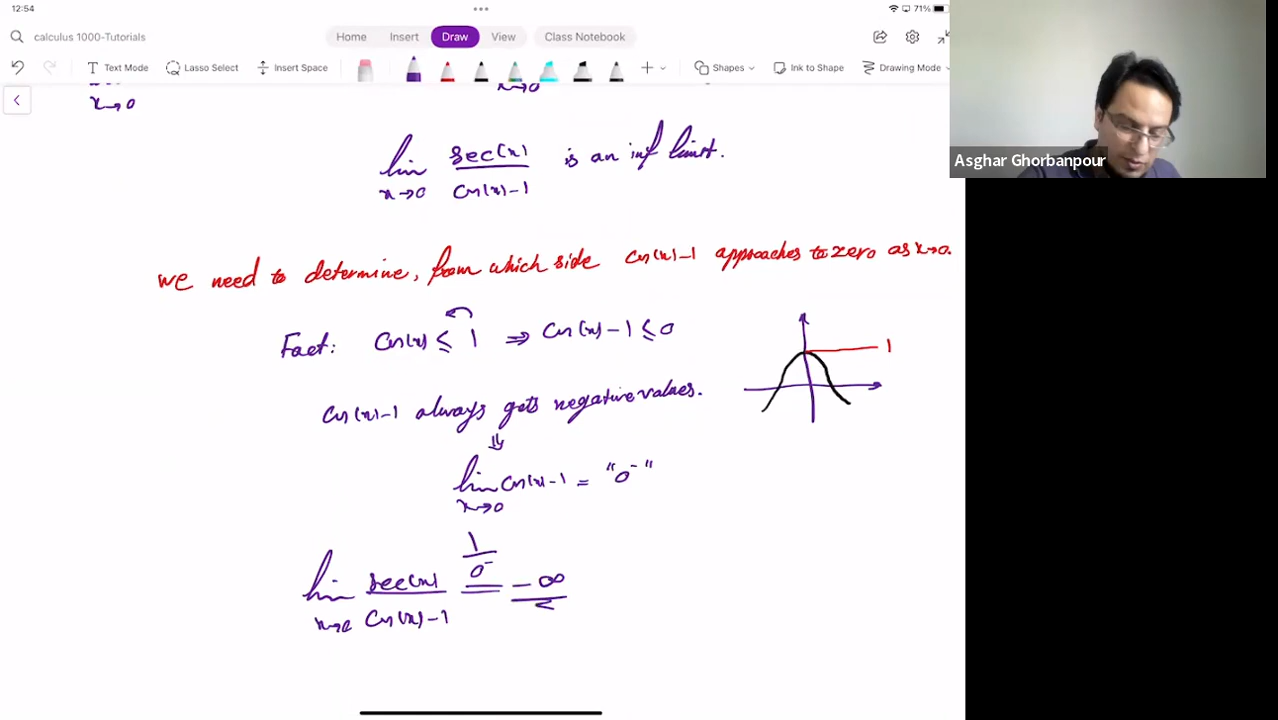 12:54
71%
calculus 1000-Tutorials
Home Insert Draw View Class Notebook
Text Mode Lasso Select Insert Space Shapes Ink to Shape Drawing Mode
x→0
x→0
lim sec(x) is an inf limit.
x→0 cos(x)-1
we need to determine, from which side cos(x)-1 approaches to zero as x→0.
Fact: cos(x) ≤ 1 ⇒ cos(x)-1 ≤ 0
1
cos(x)-1 always gets negative values.
⇓
lim cos(x)-1 = "0⁻"
x→0
1
0⁻
lim sec(x) = -∞
x→0 cos(x)-1
Asghar Ghorbanpour